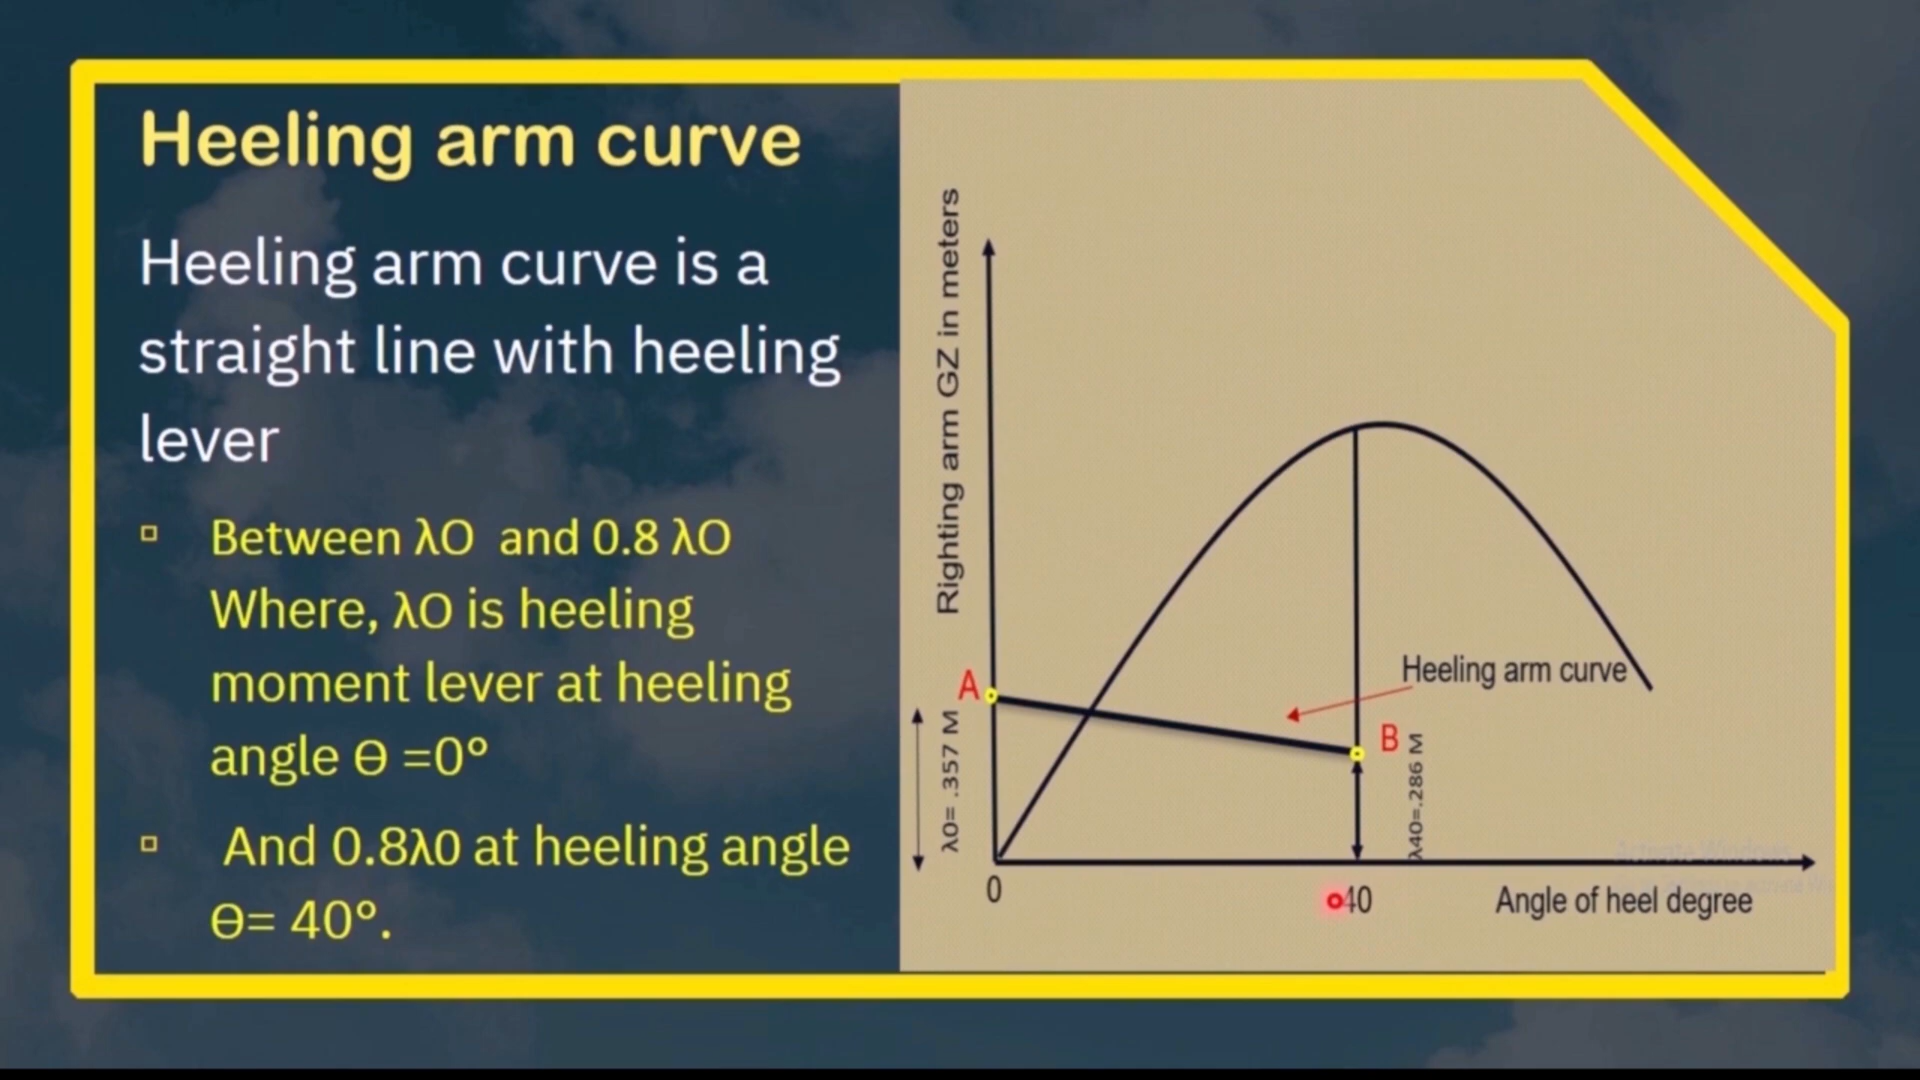 Heeling arm curve
Heeling arm curve is a
straight line with heeling
lever
Between λO and 0.8 λO
Where, λO is heeling
moment lever at heeling
angle Ɵ =0°
And 0.8λ0 at heeling angle
Ɵ= 40°.
Righting arm GZ in meters
Heeling arm curve
A
B
λ0= .357 M
λ40=.286 M
Activate Windows
0
40
Angle of heel degree